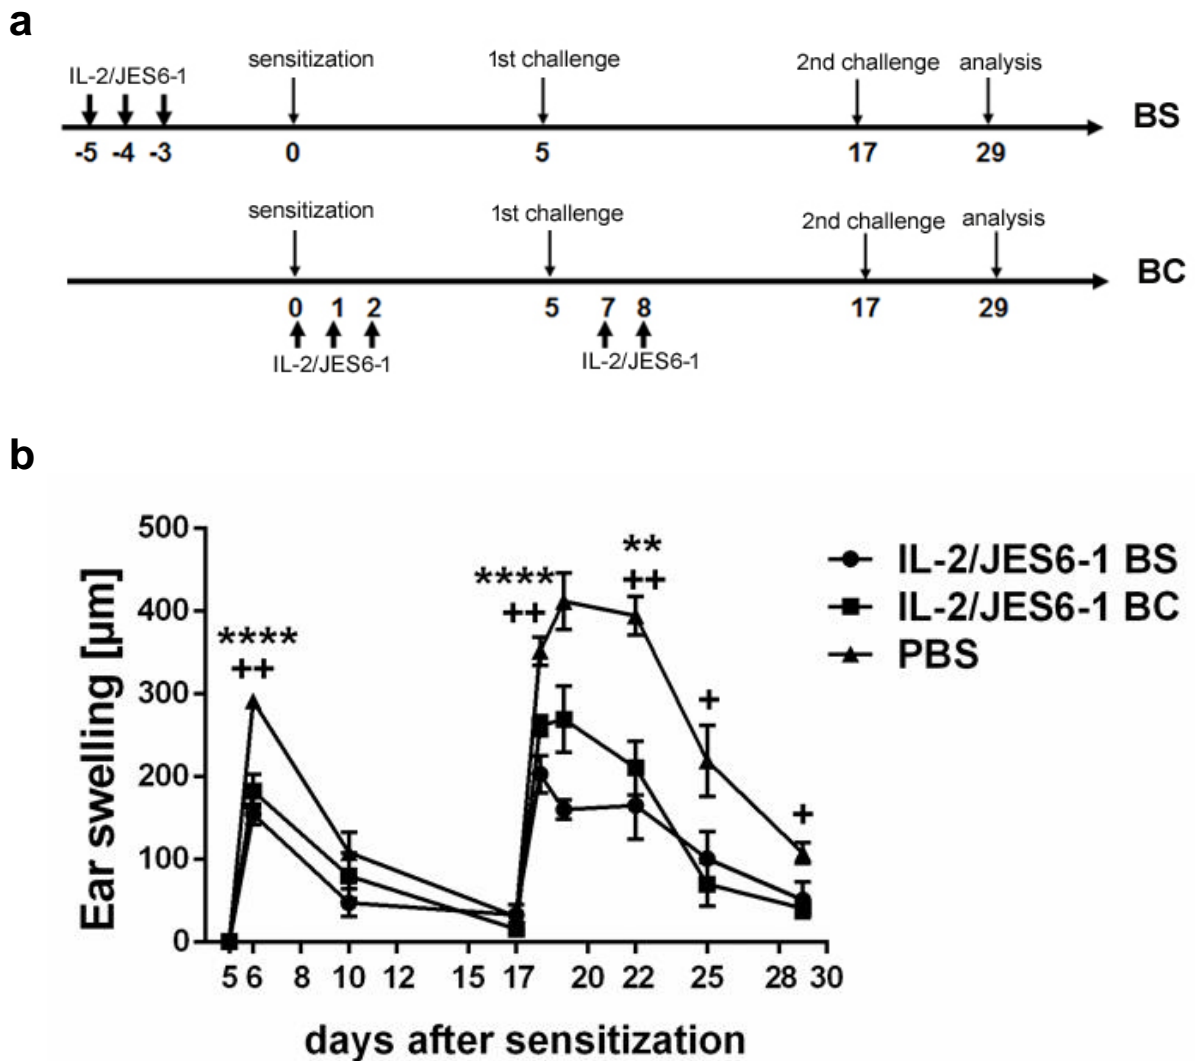 a
IL-2/JES6-1 sensitization 1st challenge 2nd challenge analysis
BS
-5 -4 -3 0 5 17 29
sensitization 1st challenge 2nd challenge analysis
BC
0 1 2 5 7 8 17 29
IL-2/JES6-1 IL-2/JES6-1
b
Ear swelling [µm]
500
400
300
200
100
0
****
++
****
++
**
++
+
+
IL-2/JES6-1 BS
IL-2/JES6-1 BC
PBS
5 6 8 10 12 15 17 20 22 25 28 30
days after sensitization